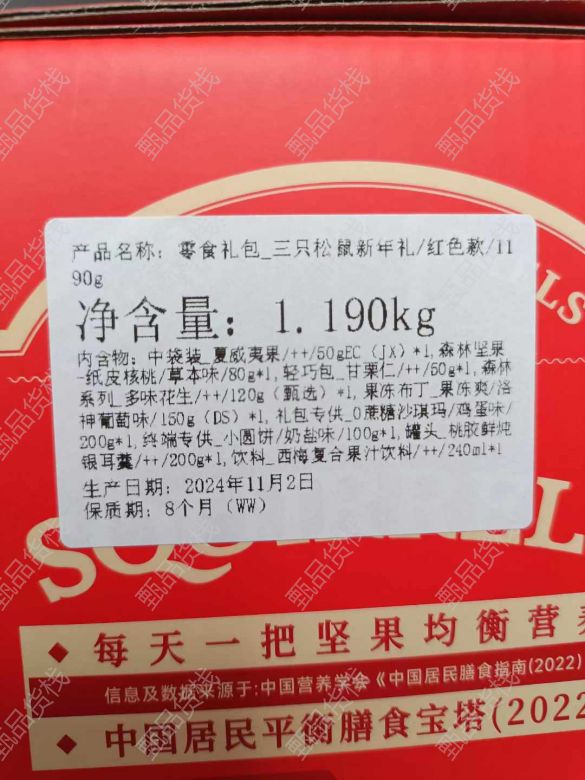 产品名称：零食礼包_三只松鼠新年礼/红色款/11
90g
净含量：1.190kg
内含物：中袋装_夏威夷果/++/50gEC（JX）*1,森林坚果
-纸皮核桃/草本味/80g*1,轻巧包_甘栗仁/++/50g*1,森林
系列_多味花生/++/120g（甄选）*1,果冻布丁_果冻爽/洛
神葡萄味/150g（DS）*1,礼包专供_0蔗糖沙琪玛/鸡蛋味/
200g*1,终端专供_小圆饼/奶盐味/100g*1,罐头_桃胶鲜炖
银耳羹/++/200g*1,饮料_西梅复合果汁饮料/++/240ml*1
生产日期：2024年11月2日
保质期：8个月（WW）
每天一把坚果均衡营养
信息及数据来源于:中国营养学会《中国居民膳食指南(2022)
中国居民平衡膳食宝塔(2022
甄品货栈